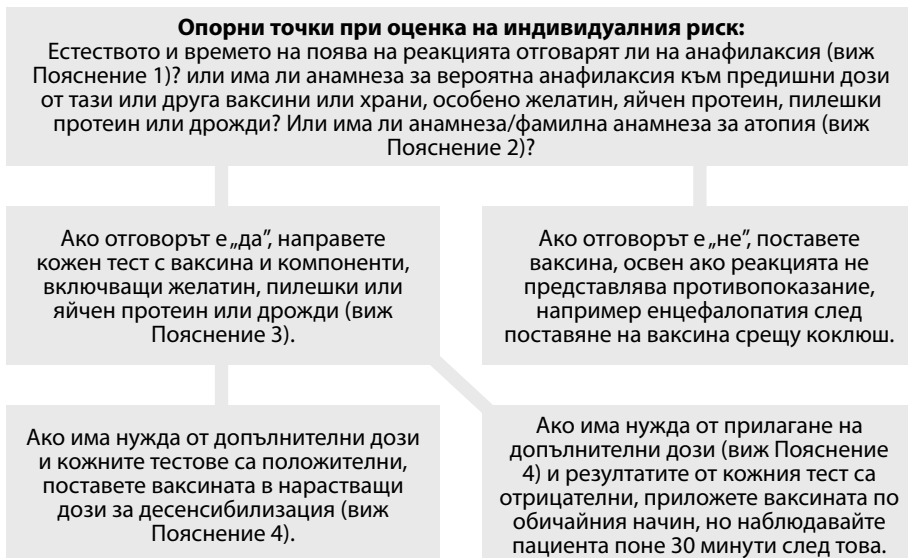 Опорни точки при оценка на индивидуалния риск:
Естеството и времето на поява на реакцията отговарят ли на анафилаксия (виж
Пояснение 1)? или има ли анамнеза за вероятна анафилаксия към предишни дози
от тази или друга ваксини или храни, особено желатин, яйчен протеин, пилешки
протеин или дрожди? Или има ли анамнеза/фамилна анамнеза за атопия (виж
Пояснение 2)?
Ако отговорът е „да”, направете
кожен тест с ваксина и компоненти,
включващи желатин, пилешки или
яйчен протеин или дрожди (виж
Пояснение 3).
Ако отговорът е „не”, поставете
ваксина, освен ако реакцията не
представлява противопоказание,
например енцефалопатия след
поставяне на ваксина срещу коклюш.
Ако има нужда от допълнителни дози
и кожните тестове са положителни,
поставете ваксината в нарастващи
дози за десенсибилизация (виж
Пояснение 4).
Ако има нужда от прилагане на
допълнителни дози (виж Пояснение
4) и резултатите от кожния тест са
отрицателни, приложете ваксината по
обичайния начин, но наблюдавайте
пациента поне 30 минути след това.